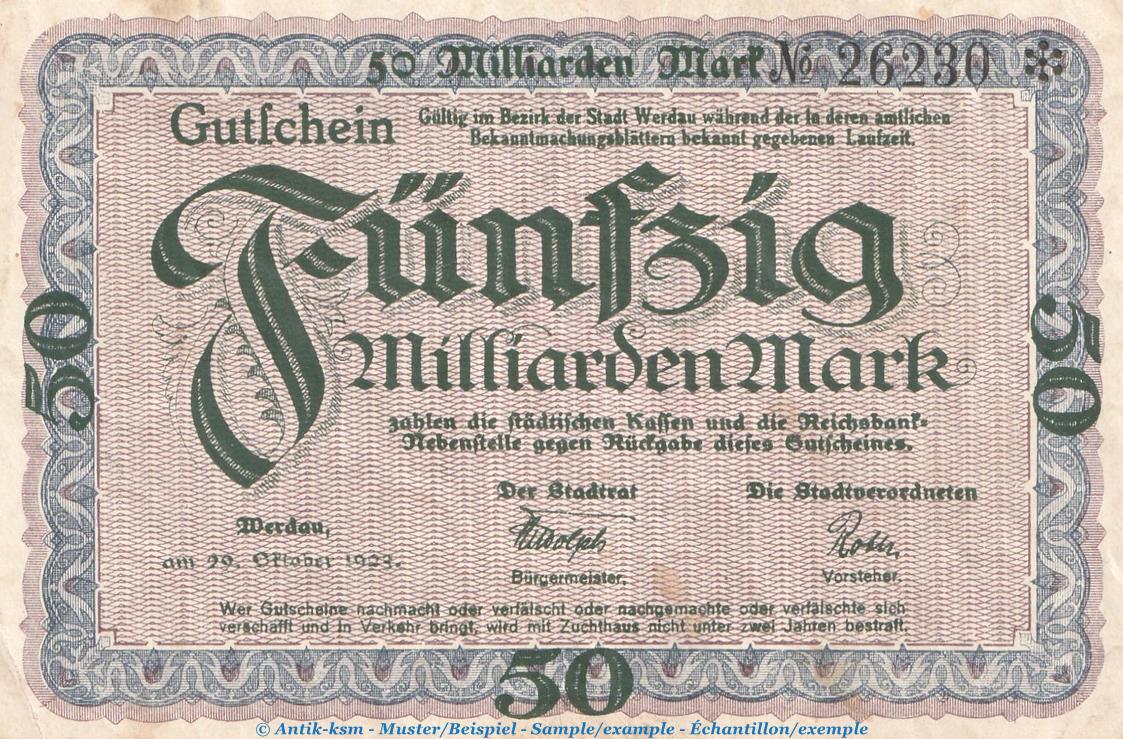 50 Milliarden Mark № 26230 *
Gutſchein
Gültig im Bezirk der Stadt Werdau während der in deren amtlichen
Bekanntmachungsblättern bekannt gegebenen Laufzeit.
Fünfzig
Milliarden Mark
50
50
zahlen die ſtädtiſchen Kaſſen und die Reichsbank-
Nebenſtelle gegen Rückgabe dieſes Gutſcheines.
Der Stadtrat
Die Stadtverordneten
Werdau,
am 29. Oktober 1923.
Bürgermeister.
Vorsteher.
Wer Gutscheine nachmacht oder verfälscht oder nachgemachte oder verfälschte sich
verschafft und in Verkehr bringt, wird mit Zuchthaus nicht unter zwei Jahren bestraft.
50
© Antik-ksm - Muster/Beispiel - Sample/example - Échantillon/exemple